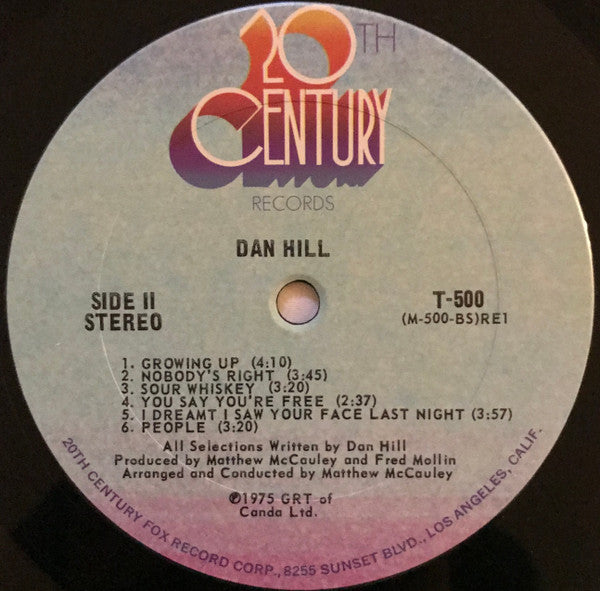 20TH
CENTURY
RECORDS
DAN HILL
SIDE II
STEREO
T-500
(M-500-BS)RE1
1. GROWING UP (4:10)
2. NOBODY'S RIGHT (3:45)
3. SOUR WHISKEY (3:20)
4. YOU SAY YOU'RE FREE (2:37)
5. I DREAMT I SAW YOUR FACE LAST NIGHT (3:57)
6. PEOPLE (3:20)
All Selections Written by Dan Hill
Produced by Matthew McCauley and Fred Mollin
Arranged and Conducted by Matthew McCauley
℗1975 GRT of
Canda Ltd.
20TH CENTURY FOX RECORD CORP., 8255 SUNSET BLVD., LOS ANGELES, CALIF.